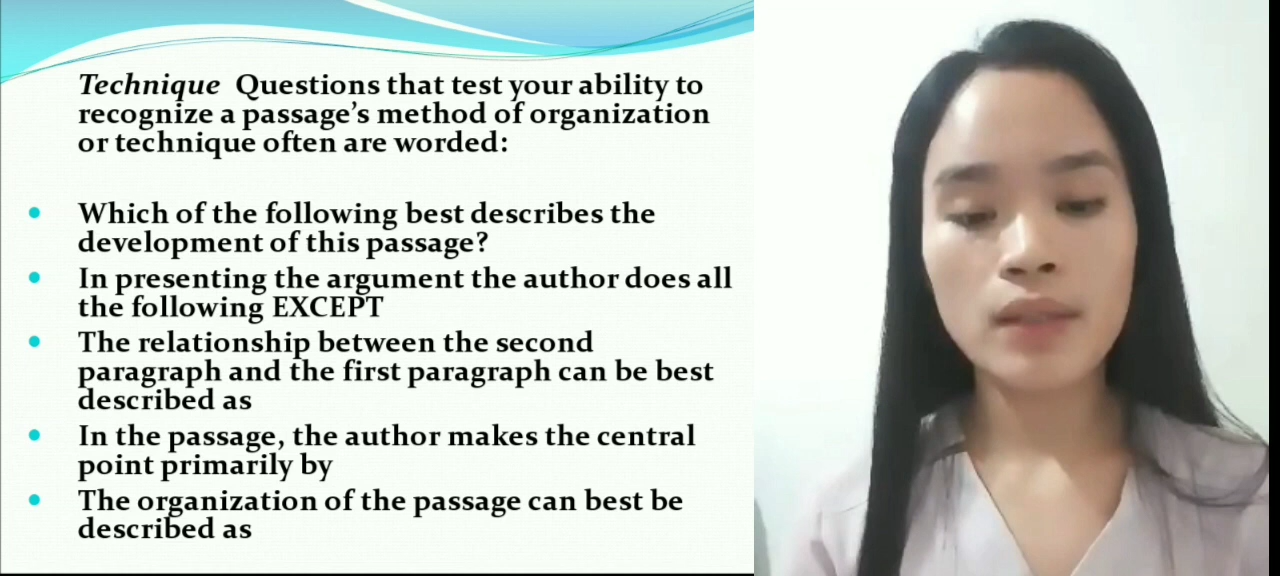 Technique Questions that test your ability to
recognize a passage's method of organization
or technique often are worded:
Which of the following best describes the
development of this passage?
In presenting the argument the author does all
the following EXCEPT
The relationship between the second
paragraph and the first paragraph can be best
described as
In the passage, the author makes the central
point primarily by
The organization of the passage can best be
described as